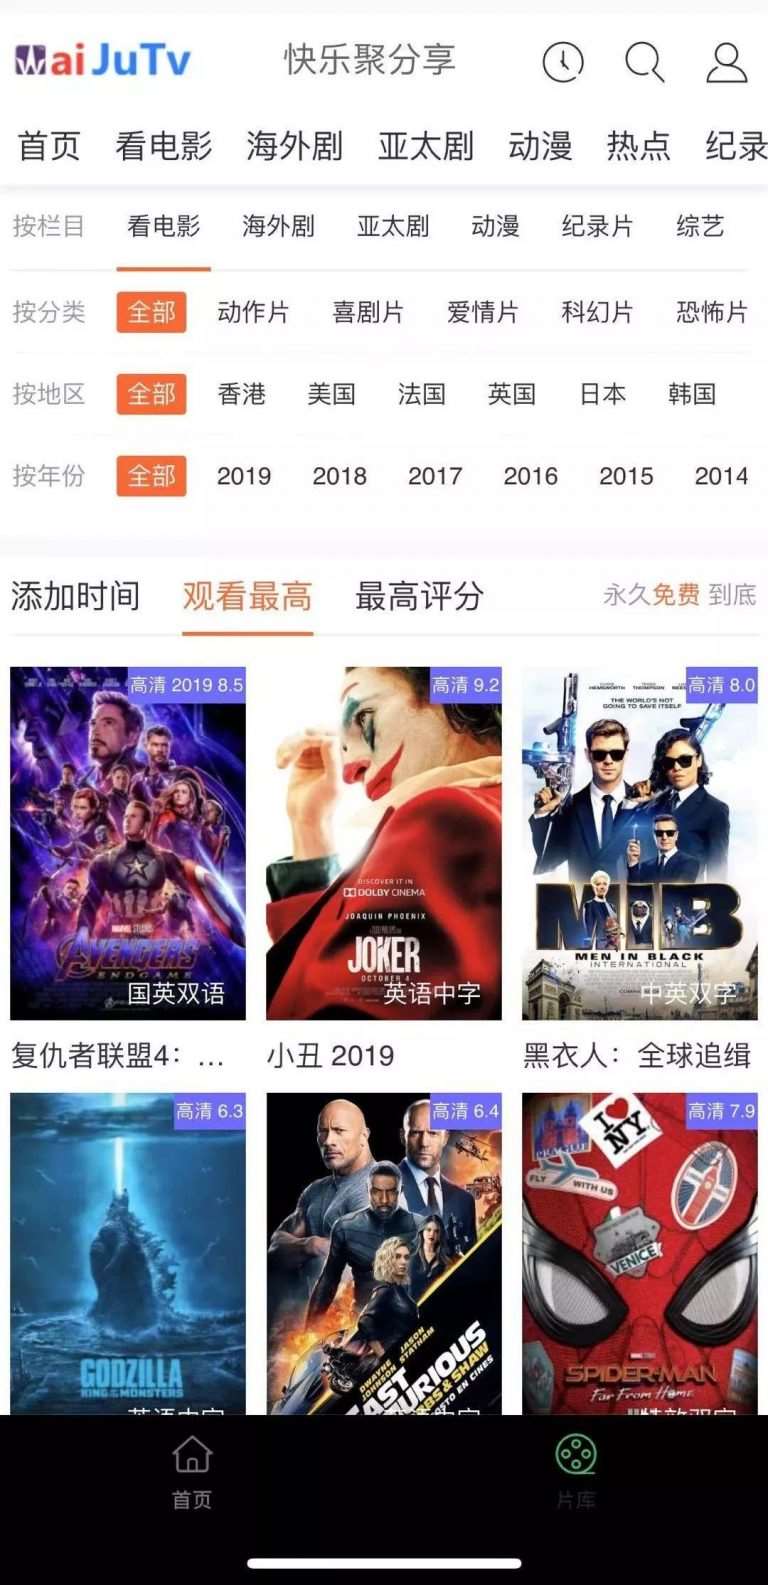 WaiJuTv 快乐聚分享
首页 看电影 海外剧 亚太剧 动漫 热点 纪录
按栏目 看电影 海外剧 亚太剧 动漫 纪录片 综艺
按分类 全部 动作片 喜剧片 爱情片 科幻片 恐怖片
按地区 全部 香港 美国 法国 英国 日本 韩国
按年份 全部 2019 2018 2017 2016 2015 2014
添加时间 观看最高 最高评分 永久免费 到底
高清 2019 8.5
MARVEL STUDIOS
AVENGERS
ENDGAME
国英双语
复仇者联盟4：...
高清 9.2
DISCOVER IT IN
DOLBY CINEMA
JOAQUIN PHOENIX
JOKER
OCTOBER 4
英语中字
小丑 2019
高清 8.0
HEMSWORTH THOMPSON
THE WORLD'S NOT
GOING TO SAVE ITSELF
MIB
MEN IN BLACK
INTERNATIONAL
中英双字
黑衣人：全球追缉
高清 6.3
GODZILLA
KING OF THE MONSTERS
英语中字
高清 6.4
DWAYNE JOHNSON
JASON STATHAM
FAST
FURIOUS
HOBBS & SHAW
高清 7.9
I NY
FLY WITH US
VENICE
SPIDER-MAN
Far From Home
首页 片库